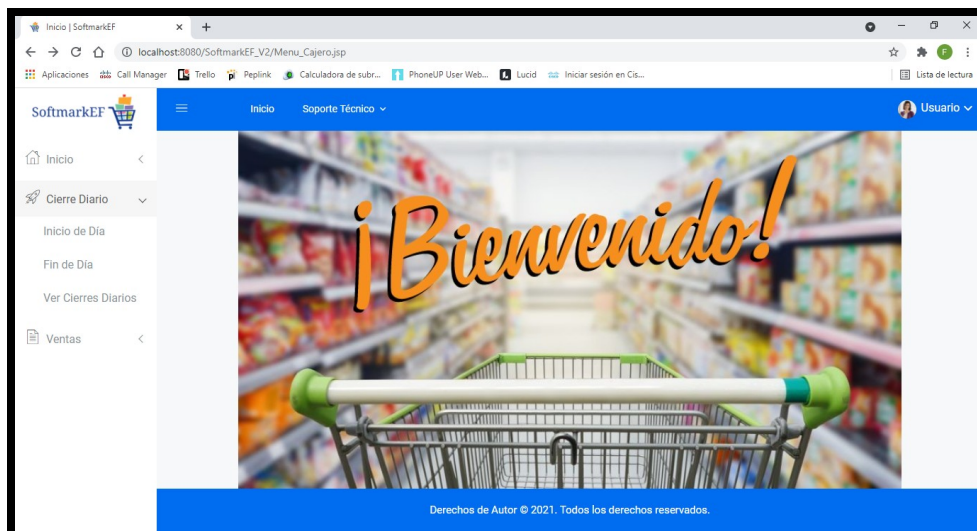 Inicio | SoftmarkEF
localhost:8080/SoftmarkEF_V2/Menu_Cajero.jsp
Aplicaciones Call Manager Trello Peplink Calculadora de subr... PhoneUP User Web... Lucid Iniciar sesión en Cis... Lista de lectura
SoftmarkEF
Inicio Soporte Técnico Usuario
Inicio
Cierre Diario
Inicio de Día
Fin de Día
Ver Cierres Diarios
Ventas
¡Bienvenido!
Derechos de Autor © 2021. Todos los derechos reservados.